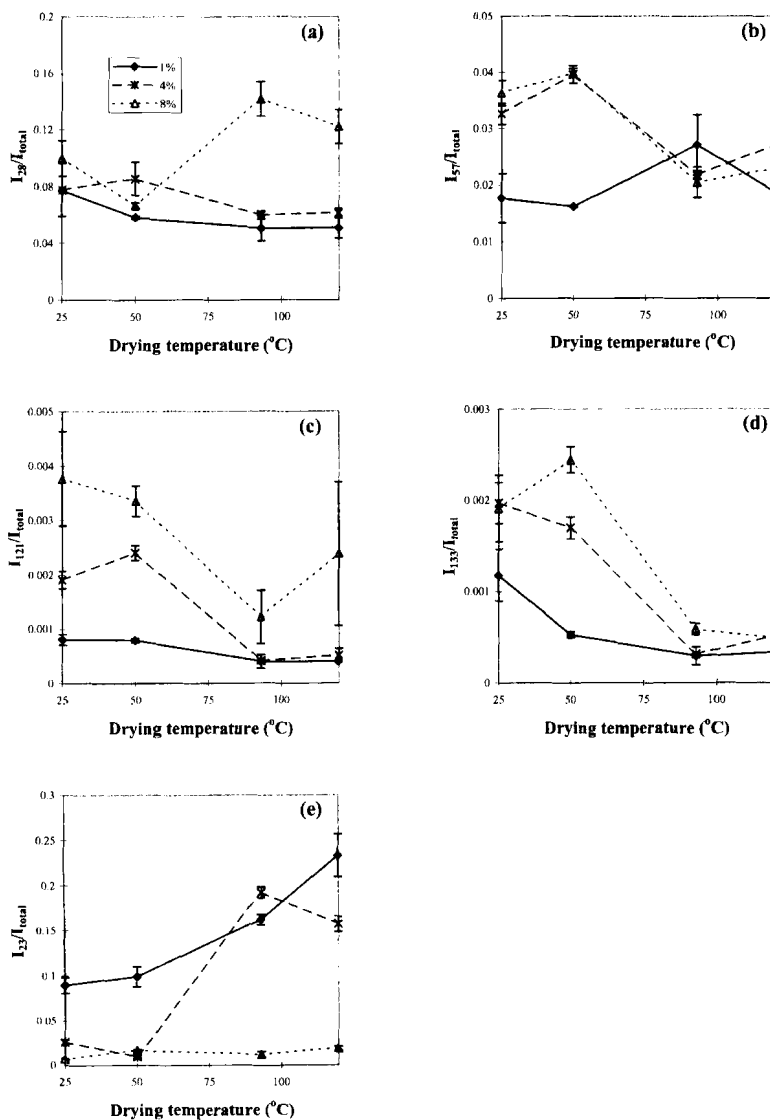 (a)
0.2
0.16
0.12
0.08
0.04
0
1%
4%
8%
I28/Itotal
25 50 75 100
Drying temperature (°C)
(b)
0.05
0.04
0.03
0.02
0.01
0
I57/Itotal
25 50 75 100
Drying temperature (°C)
(c)
0.005
0.004
0.003
0.002
0.001
0
I121/Itotal
25 50 75 100
Drying temperature (°C)
(d)
0.003
0.002
0.001
0
I133/Itotal
25 50 75 100
Drying temperature (°C)
(e)
0.3
0.25
0.2
0.15
0.1
0.05
0
I23/Itotal
25 50 75 100
Drying temperature (°C)